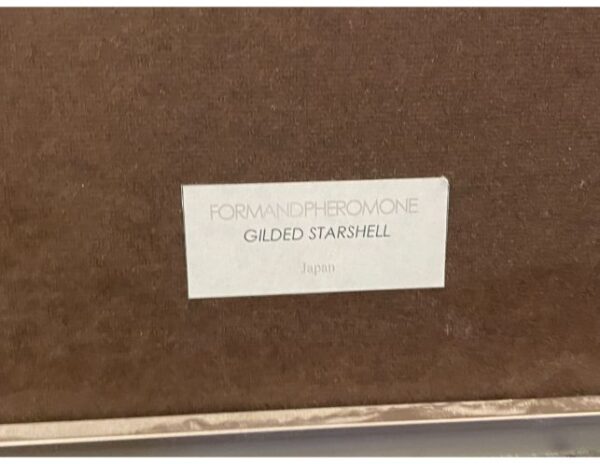 FORMANDPHEROMONE
GILDED STARSHELL
Japan